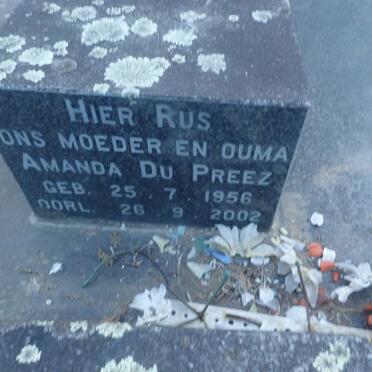 HIER RUS
ONS MOEDER EN OUMA
AMANDA DU PREEZ
GEB. 25. 7. 1956
OORL. 26. 9. 2002